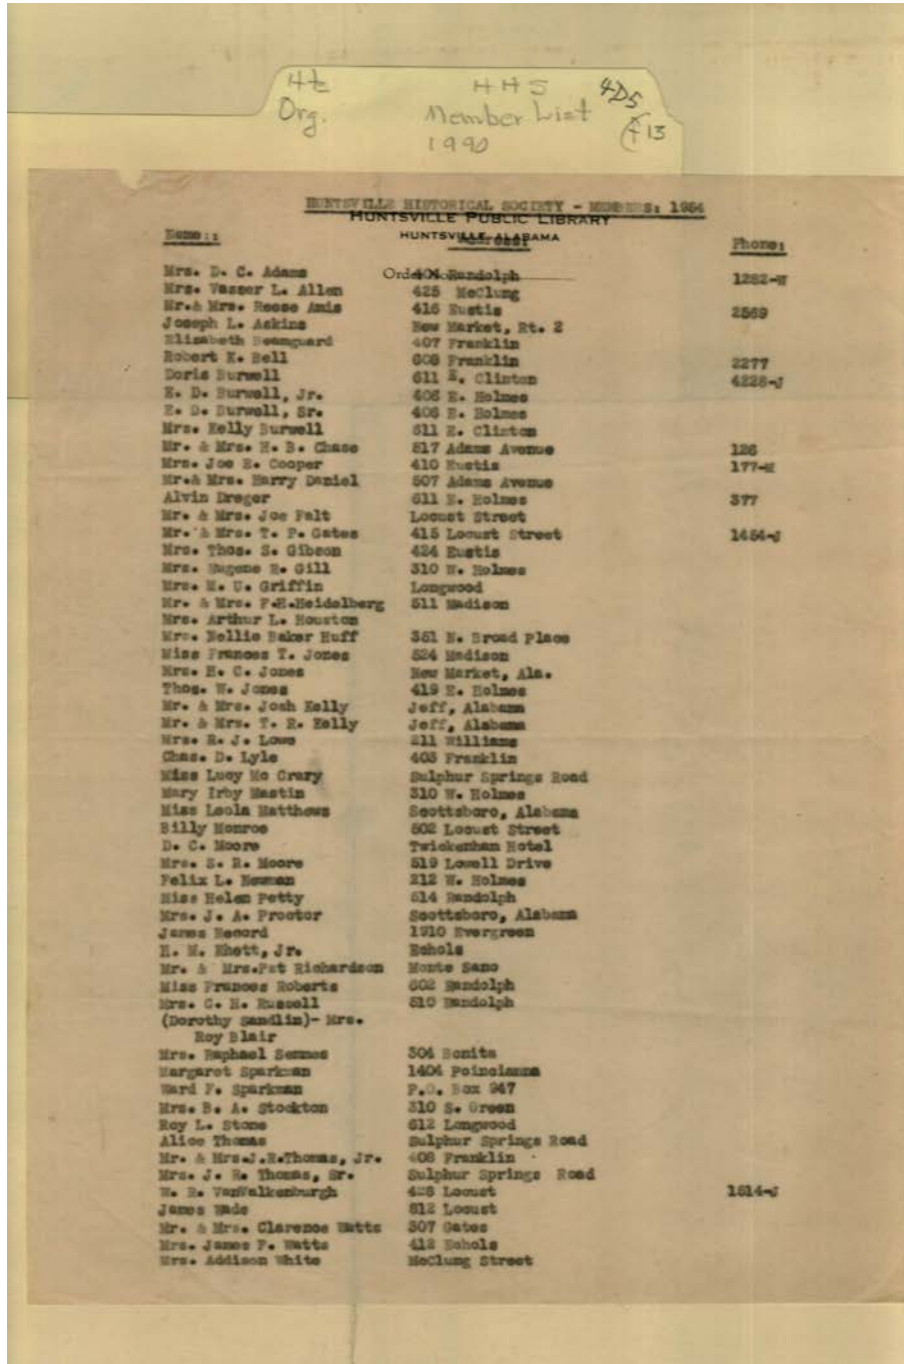 4 t
Org.
HHS
Member List
1990
4D5
F13
HUNTSVILLE HISTORICAL SOCIETY - MEMBERS: 1954
HUNTSVILLE PUBLIC LIBRARY
HUNTSVILLE, ALABAMA
Name:: Address: Phone:
Order No.
Mrs. D. C. Adams 404 Randolph 1282-W
Mrs. Vasser L. Allen 425 McClung
Mr.& Mrs. Reese Amis 416 Eustis 2569
Joseph L. Askins New Market, Rt. 2
Elizabeth Beamguard 407 Franklin
Robert K. Bell 608 Franklin 2277
Doris Burwell 611 E. Clinton 4228-J
E. D. Burwell, Jr. 408 E. Holmes
E. D. Burwell, Sr. 408 E. Holmes
Mrs. Kelly Burwell 611 E. Clinton
Mr. & Mrs. H. B. Chase 517 Adams Avenue 126
Mrs. Joe E. Cooper 410 Eustis 177-M
Mr.& Mrs. Harry Daniel 507 Adams Avenue
Alvin Dreger 611 E. Holmes 377
Mr. & Mrs. Joe Falt Locust Street
Mr. & Mrs. T. P. Gates 415 Locust Street 1454-J
Mrs. Thos. S. Gibson 424 Eustis
Mrs. Eugene R. Gill 310 W. Holmes
Mrs. M. U. Griffin Longwood
Mr. & Mrs. F.H.Heidelberg 511 Madison
Mrs. Arthur L. Houston
Mrs. Nellie Baker Huff 351 N. Broad Place
Miss Frances T. Jones 524 Madison
Mrs. H. C. Jones New Market, Ala.
Thos. W. Jones 419 E. Holmes
Mr. & Mrs. Josh Kelly Jeff, Alabama
Mr. & Mrs. T. R. Kelly Jeff, Alabama
Mrs. R. J. Lowe 211 Williams
Chas. D. Lyle 403 Franklin
Miss Lucy Mc Crary Sulphur Springs Road
Mary Irby Mastin 310 W. Holmes
Miss Leola Matthews Scottsboro, Alabama
Billy Monroe 502 Locust Street
D. C. Moore Twickenham Hotel
Mrs. S. R. Moore 519 Lowell Drive
Felix L. Newman 212 W. Holmes
Miss Helen Petty 514 Randolph
Mrs. J. A. Proctor Scottsboro, Alabama
James Record 1910 Evergreen
H. M. Rhett, Jr. Echols
Mr. & Mrs.Pat Richardson Monte Sano
Miss Frances Roberts 602 Randolph
Mrs. C. H. Russell 510 Randolph
(Dorothy Sandlin)- Mrs.
Roy Blair
Mrs. Raphael Semmes 304 Bonita
Margaret Sparkman 1404 Poincianna
Ward F. Sparkman P.O. Box 947
Mrs. B. A. Stockton 310 S. Green
Roy L. Stone 612 Longwood
Alice Thomas Sulphur Springs Road
Mr. & Mrs.J.R.Thomas, Jr. 408 Franklin
Mrs. J. R. Thomas, Sr. Sulphur Springs Road
W. R. VanValkenburgh 428 Locust 1514-J
James Wade 512 Locust
Mr. & Mrs. Clarence Watts 307 Gates
Mrs. James F. Watts 412 Echols
Mrs. Addison White McClung Street